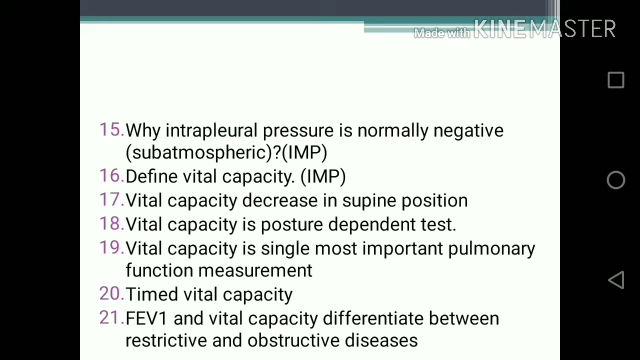 Made with KINEMASTER
15. Why intrapleural pressure is normally negative
(subatmospheric)?(IMP)
16. Define vital capacity. (IMP)
17. Vital capacity decrease in supine position
18. Vital capacity is posture dependent test.
19. Vital capacity is single most important pulmonary
function measurement
20. Timed vital capacity
21. FEV1 and vital capacity differentiate between
restrictive and obstructive diseases